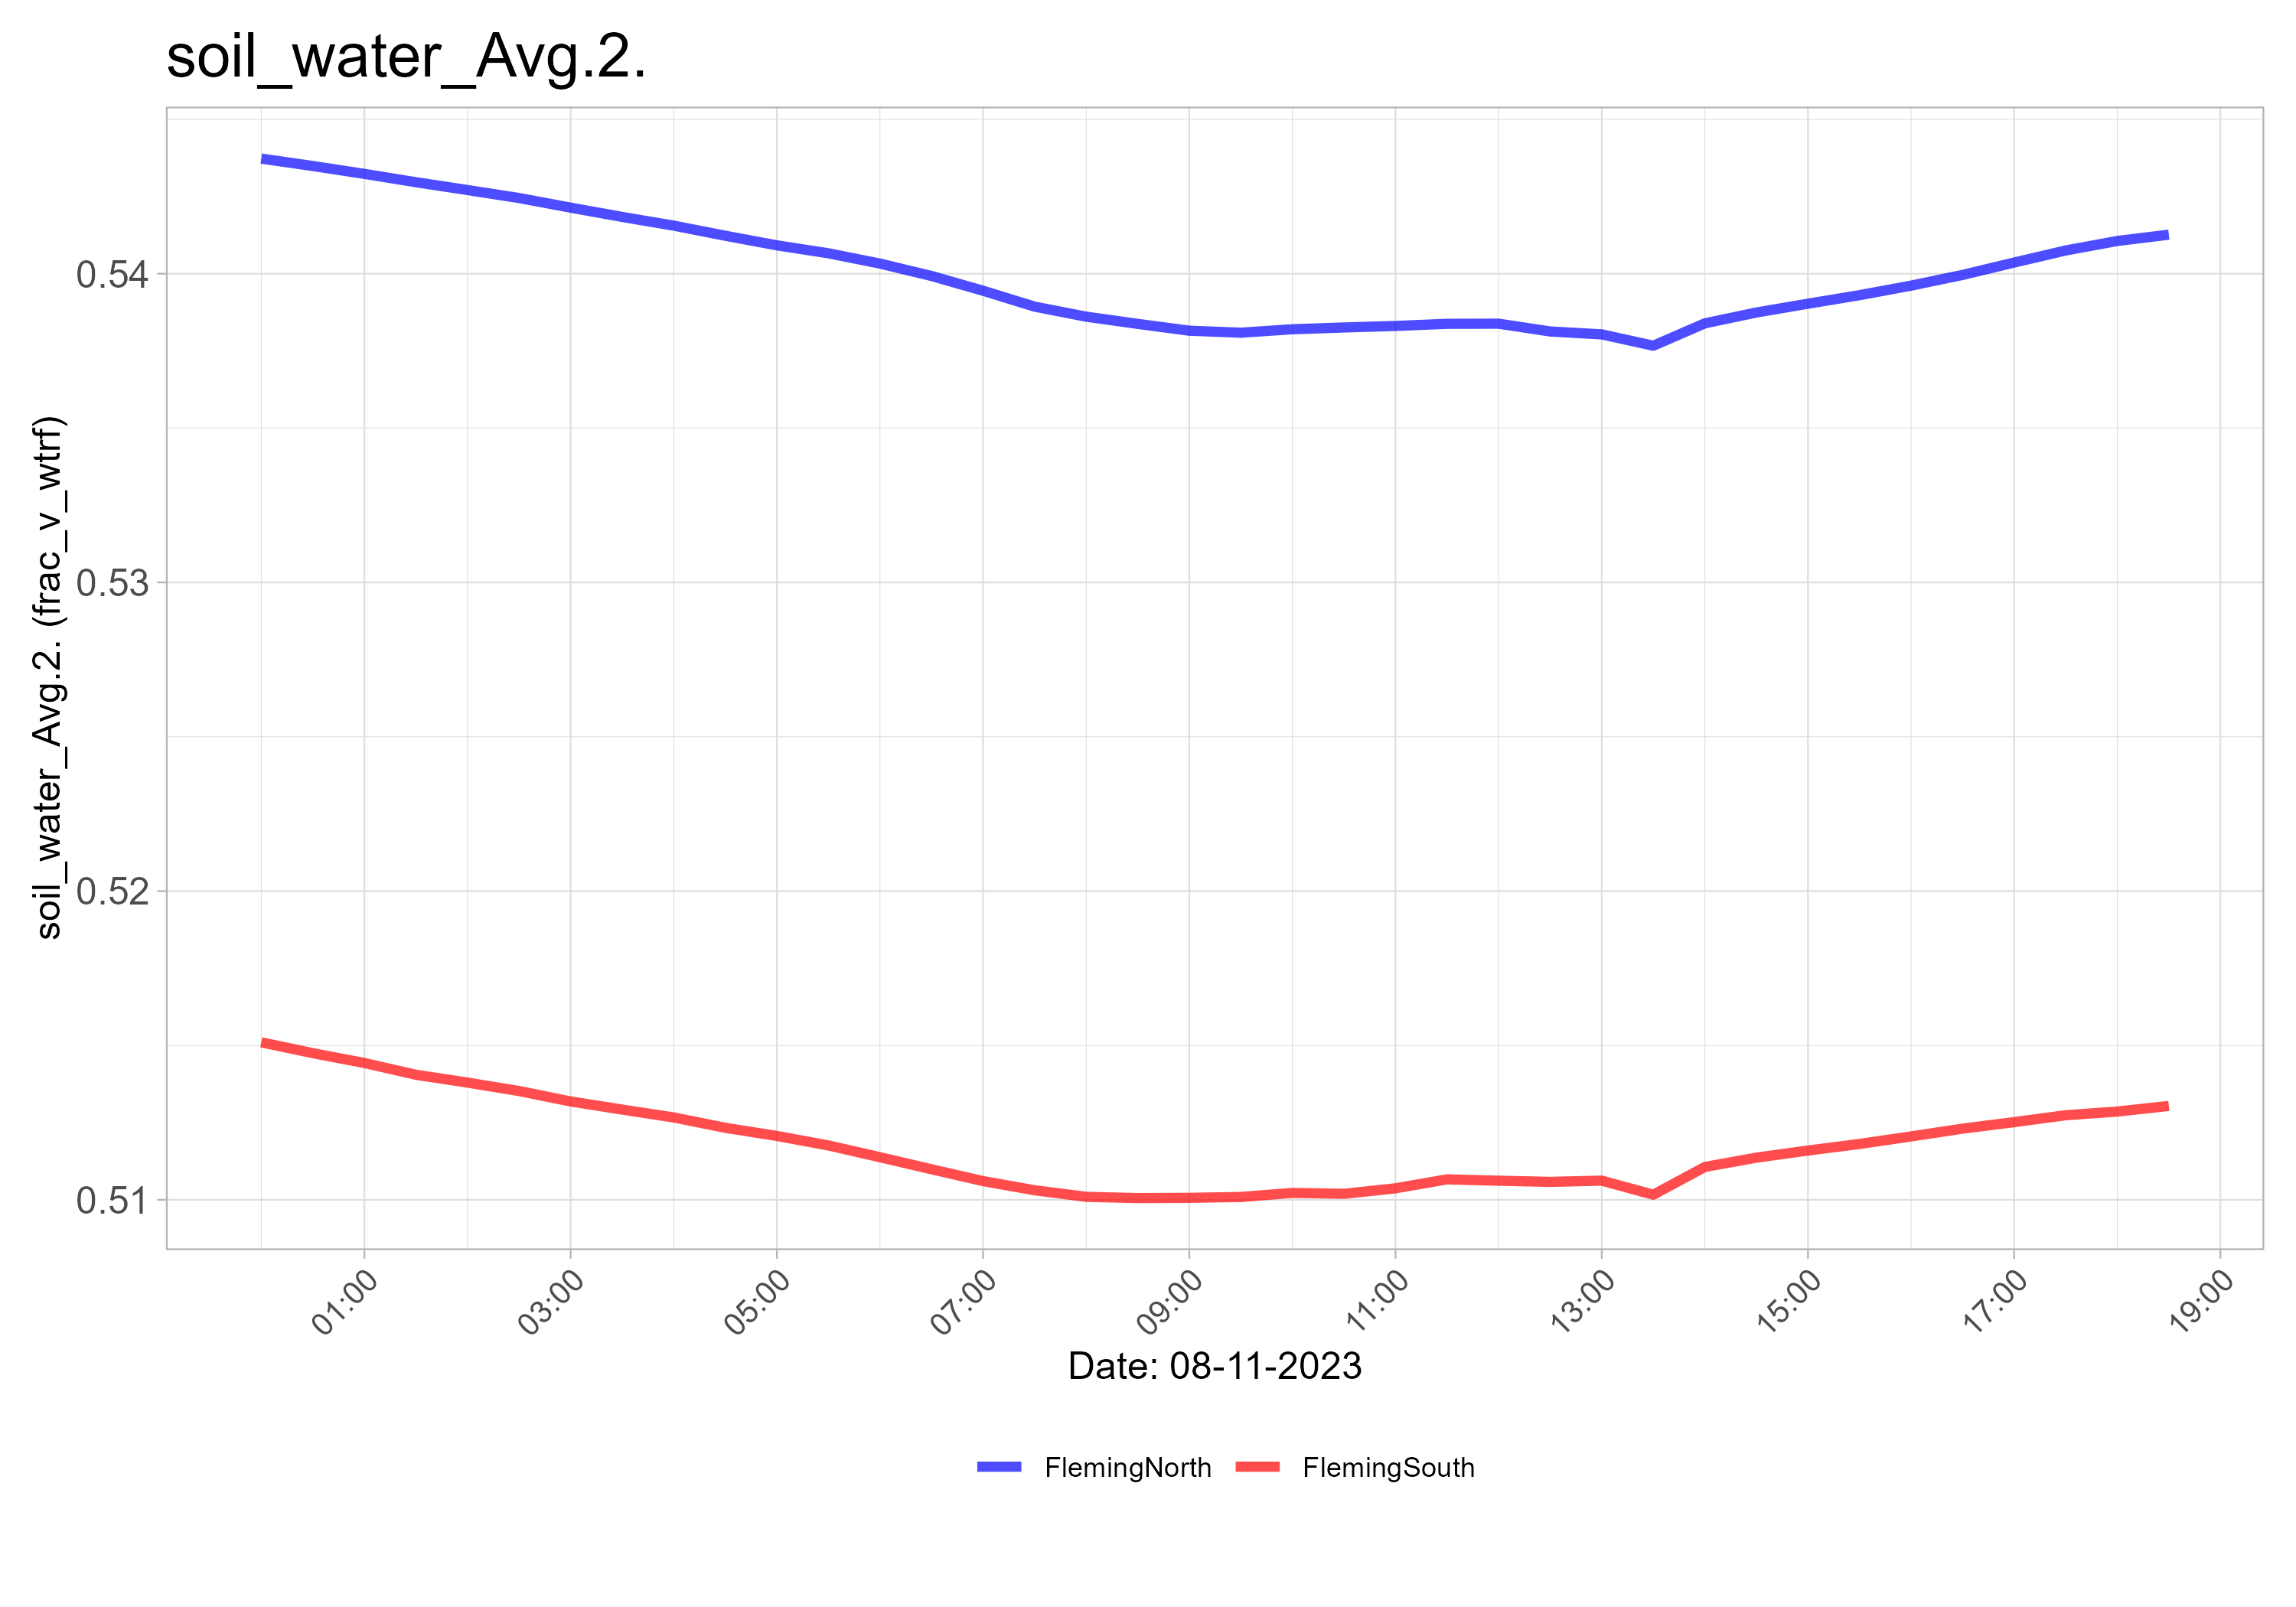 soil_water_Avg.2.
soil_water_Avg.2. (frac_v_wtrf)
0.54
0.53
0.52
0.51
01:00
03:00
05:00
07:00
09:00
11:00
13:00
15:00
17:00
19:00
Date: 08-11-2023
FlemingNorth
FlemingSouth